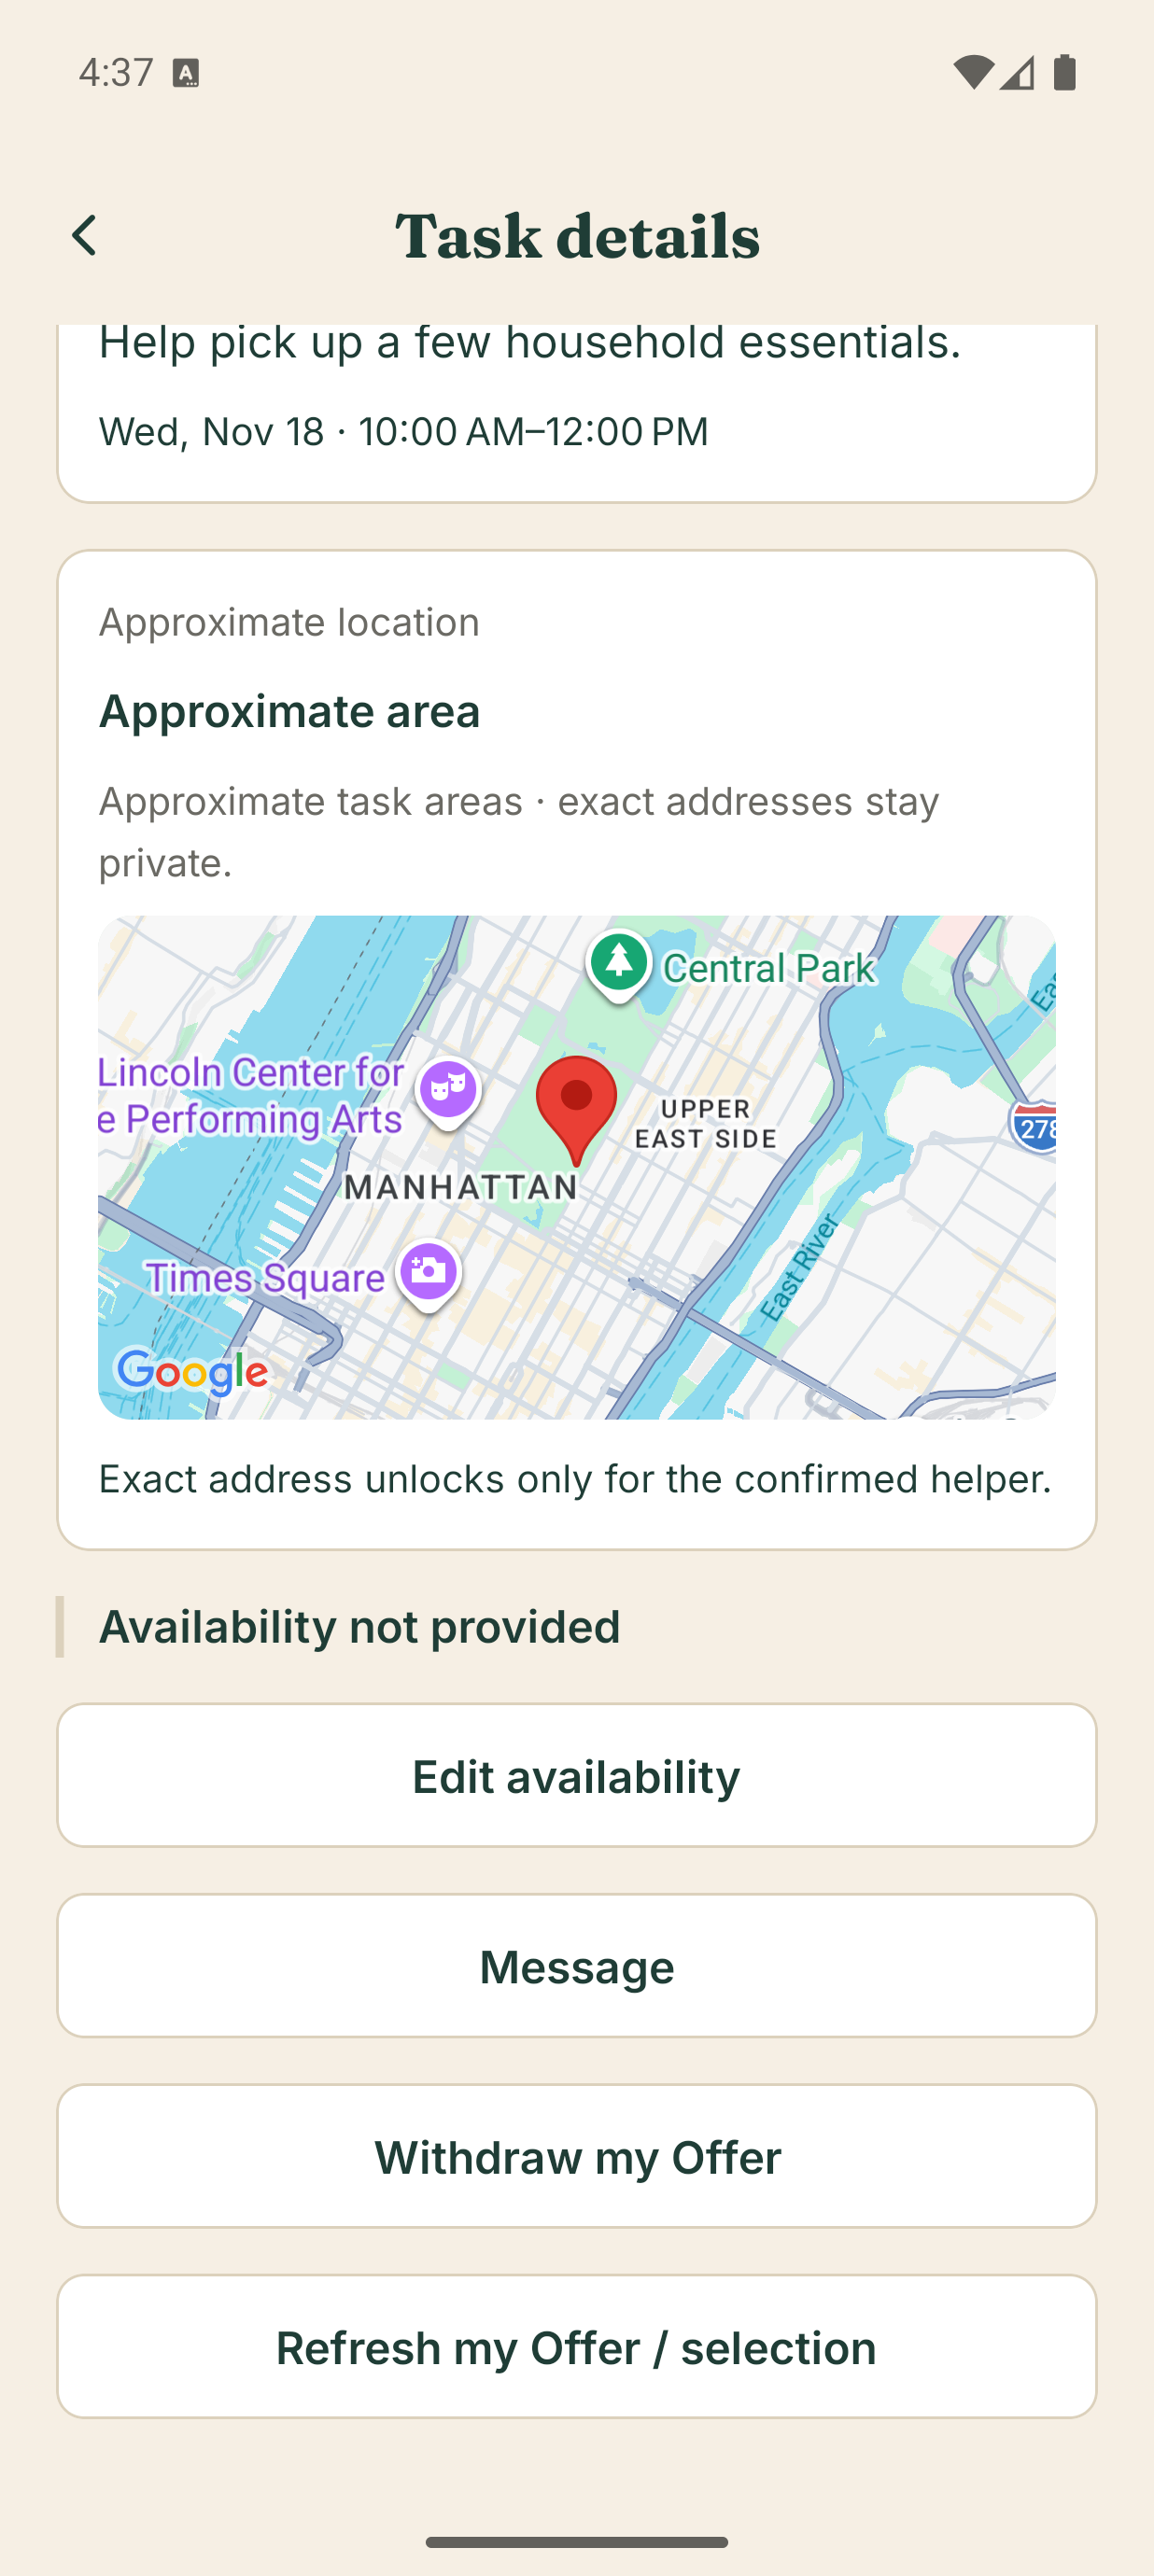 4:37
Task details
Help pick up a few household essentials.
Wed, Nov 18 · 10:00 AM–12:00 PM
Approximate location
Approximate area
Approximate task areas · exact addresses stay
private.
Central Park
Lincoln Center for
e Performing Arts
UPPER
EAST SIDE
278
MANHATTAN
Times Square
East River
Google
Exact address unlocks only for the confirmed helper.
Availability not provided
Edit availability
Message
Withdraw my Offer
Refresh my Offer / selection